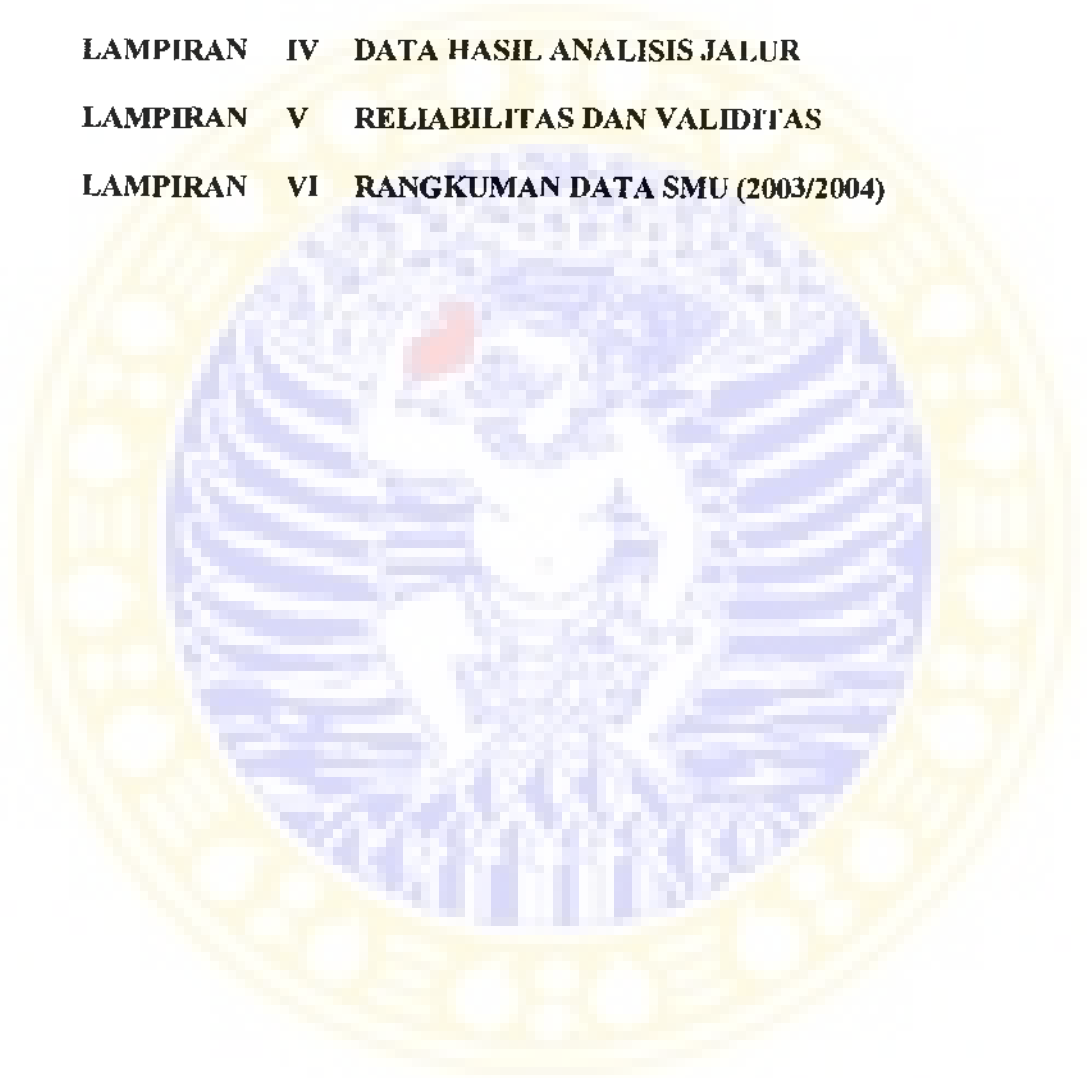 LAMPIRAN IV DATA HASIL ANALISIS JALUR
LAMPIRAN V RELIABILITAS DAN VALIDITAS
LAMPIRAN VI RANGKUMAN DATA SMU (2003/2004)